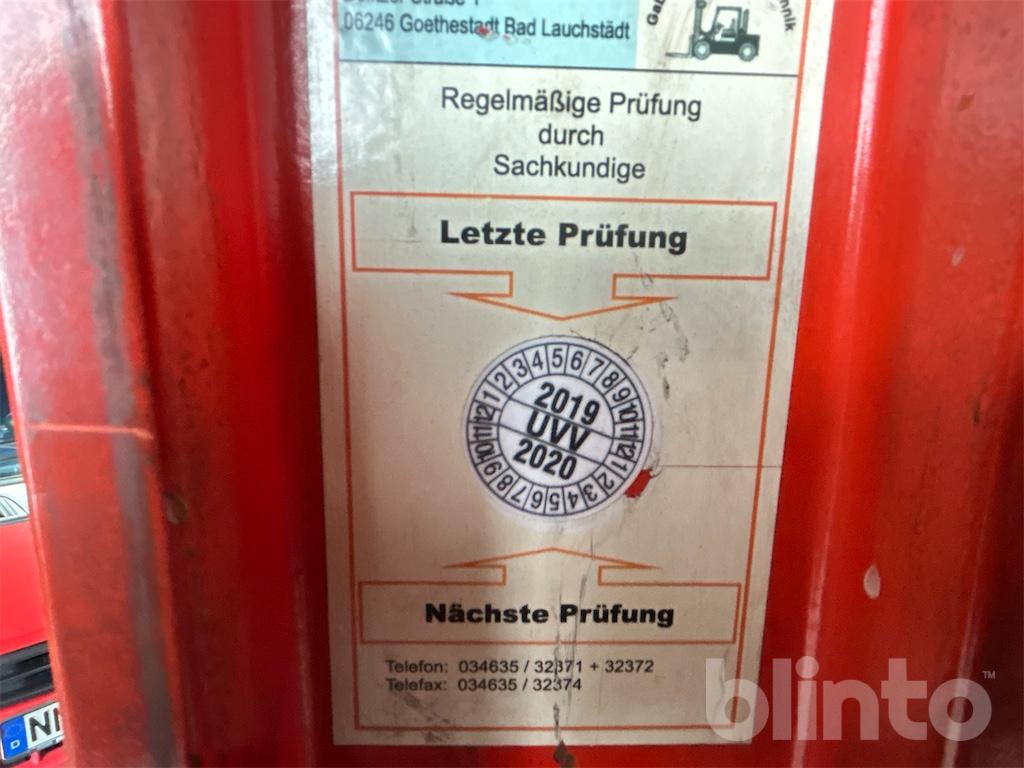 06246 Goethestadt Bad Lauchstädt
Regelmäßige Prüfung
durch
Sachkundige
Letzte Prüfung
1 2 3 4 5 6 7 8 9 10 11 12
2019
UVV
2020
1 2 3 4 5 6 7 8 9 10 11 12
Nächste Prüfung
Telefon: 034635 / 32371 + 32372
Telefax: 034635 / 32374
blinto™
D